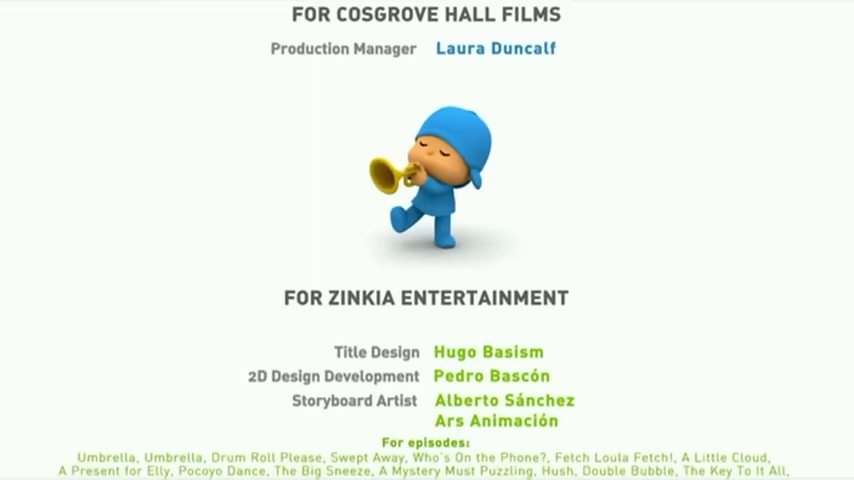 FOR COSGROVE HALL FILMS
Production Manager Laura Duncalf
FOR ZINKIA ENTERTAINMENT
Title Design Hugo Basism
2D Design Development Pedro Bascón
Storyboard Artist Alberto Sánchez
Ars Animación
For episodes:
Umbrella, Umbrella, Drum Roll Please, Swept Away, Who's On the Phone?, Fetch Loula Fetch!, A Little Cloud,
A Present for Elly, Pocoyo Dance, The Big Sneeze, A Mystery Must Puzzling, Hush, Double Bubble, The Key To It All,